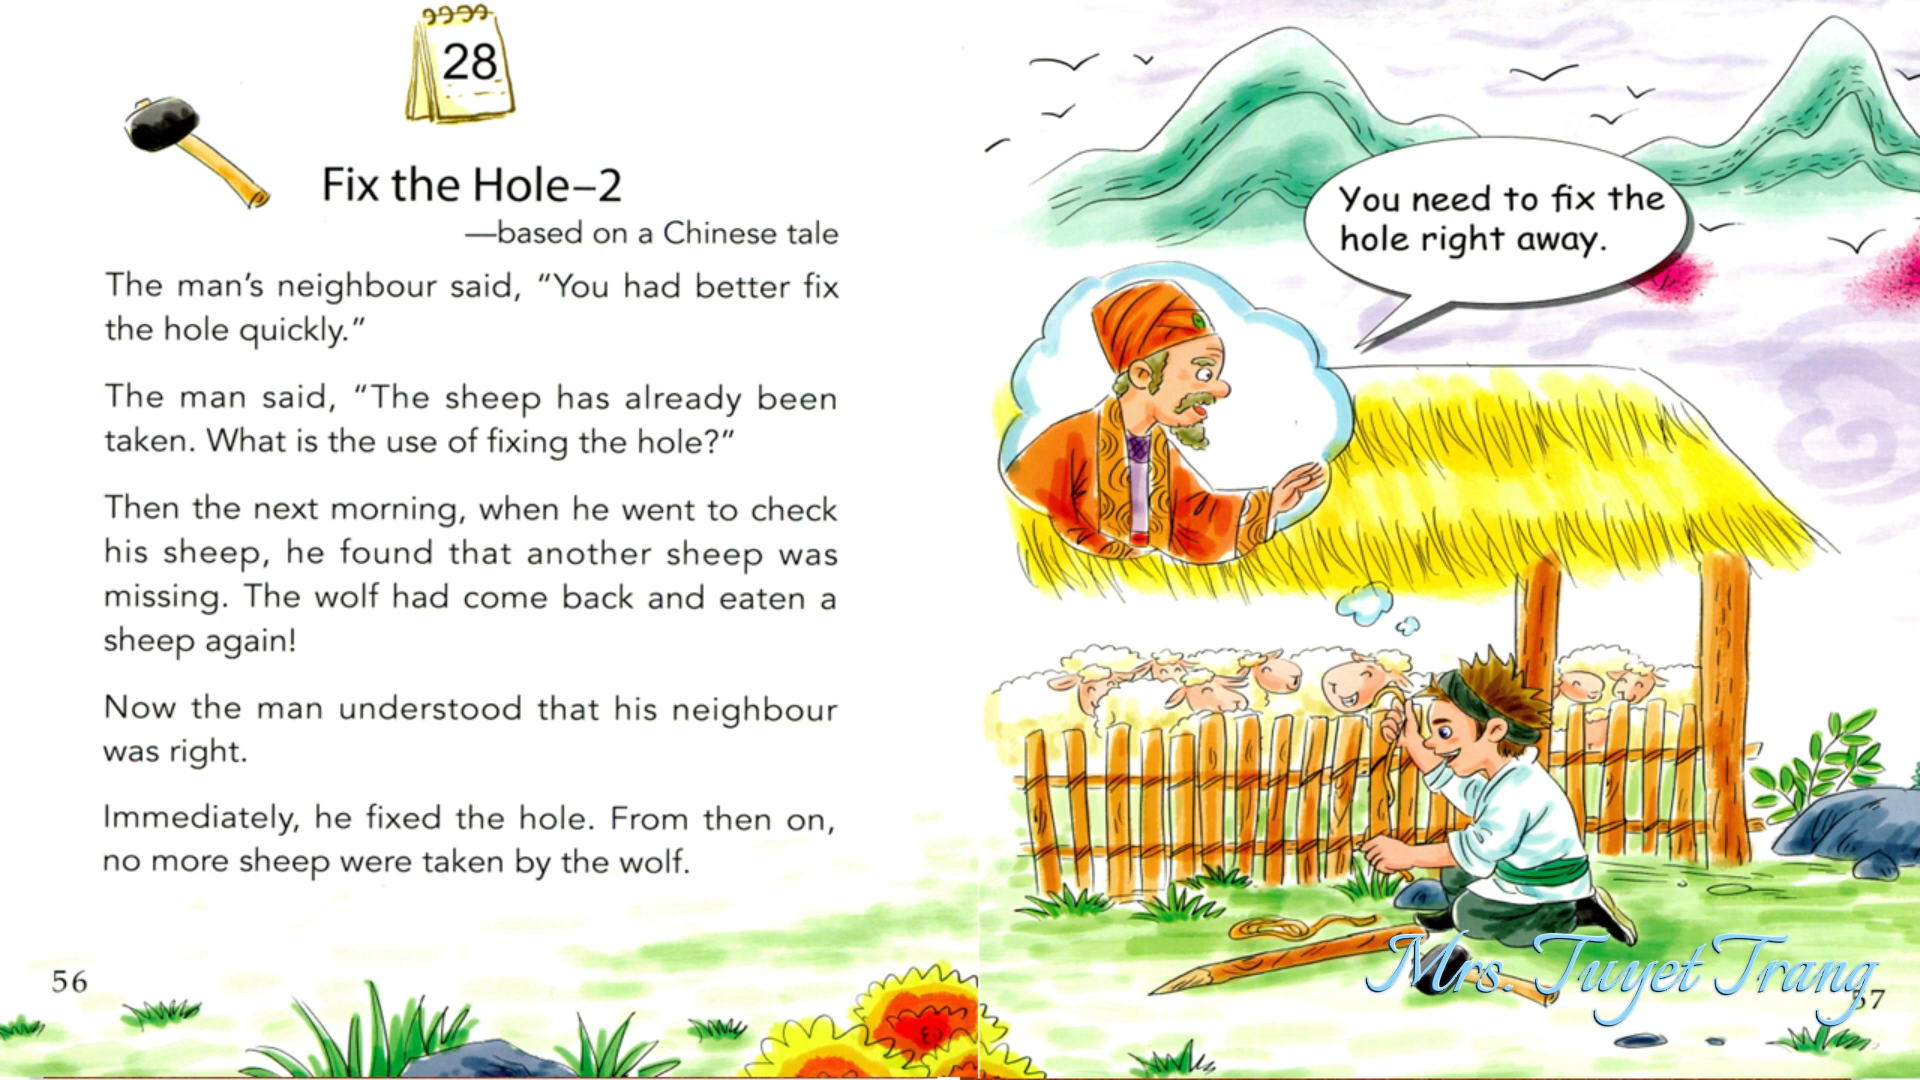 28
Fix the Hole–2
—based on a Chinese tale
The man's neighbour said, “You had better fix
the hole quickly.”
The man said, “The sheep has already been
taken. What is the use of fixing the hole?”
Then the next morning, when he went to check
his sheep, he found that another sheep was
missing. The wolf had come back and eaten a
sheep again!
Now the man understood that his neighbour
was right.
Immediately, he fixed the hole. From then on,
no more sheep were taken by the wolf.
56
You need to fix the
hole right away.
Mrs. Tuyet Trang
57